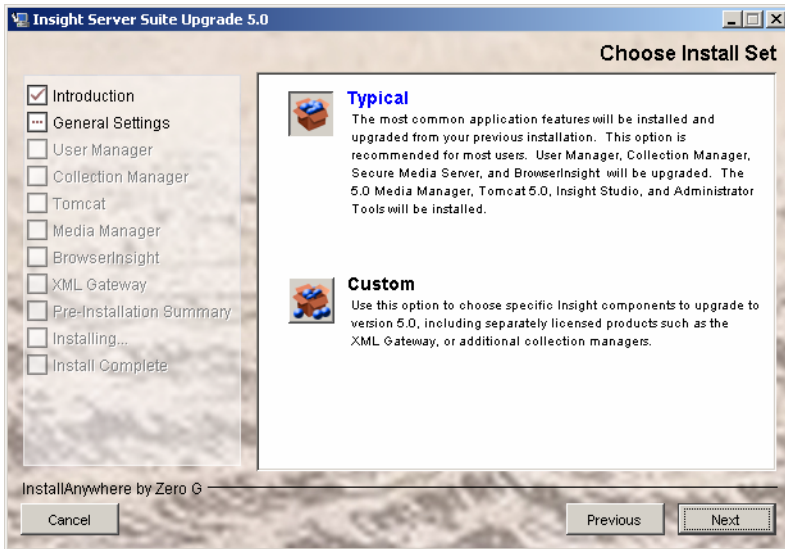 Insight Server Suite Upgrade 5.0
Choose Install Set
Introduction
General Settings
User Manager
Collection Manager
Tomcat
Media Manager
BrowserInsight
XML Gateway
Pre-Installation Summary
Installing...
Install Complete
Typical
The most common application features will be installed and
upgraded from your previous installation. This option is
recommended for most users. User Manager, Collection Manager,
Secure Media Server, and BrowserInsight will be upgraded. The
5.0 Media Manager, Tomcat 5.0, Insight Studio, and Administrator
Tools will be installed.
Custom
Use this option to choose specific Insight components to upgrade to
version 5.0, including separately licensed products such as the
XML Gateway, or additional collection managers.
InstallAnywhere by Zero G
Cancel
Previous
Next